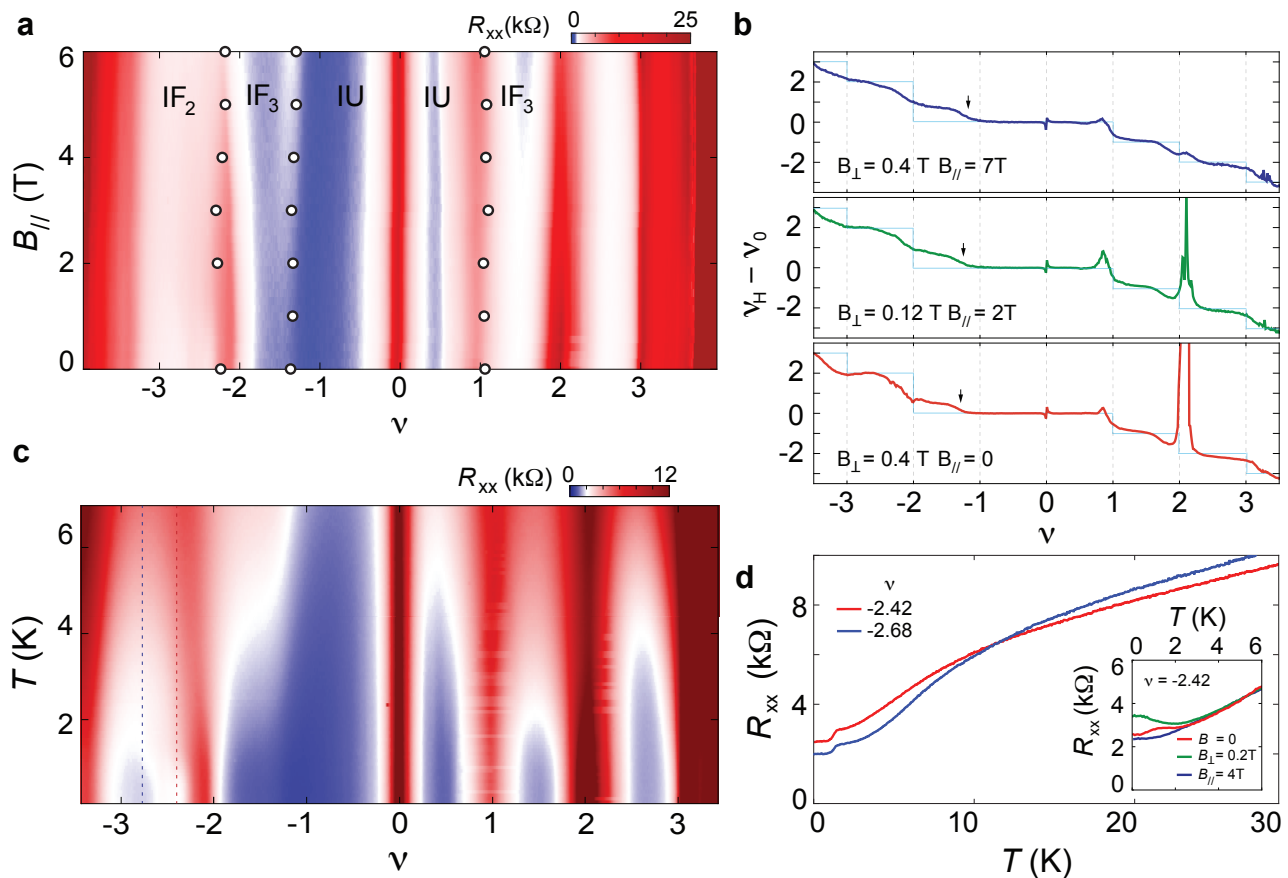 a
R_xx (kΩ)
0 25
6
4
2
0
B_// (T)
IF_2 IF_3 IU IU IF_3
-3 -2 -1 0 1 2 3
ν
b
2
0
-2
B_⊥ = 0.4 T B_// = 7T
2
0
-2
B_⊥ = 0.12 T B_// = 2T
2
0
-2
B_⊥ = 0.4 T B_// = 0
ν_H − ν_0
-3 -2 -1 0 1 2 3
ν
c
R_xx (kΩ)
0 12
6
4
2
T (K)
-3 -2 -1 0 1 2 3
ν
d
8
4
0
R_xx (kΩ)
ν
-2.42
-2.68
0 10 20 30
T (K)
T (K)
0 2 4 6
6
4
2
0
R_xx (kΩ)
ν = -2.42
B = 0
B_⊥ = 0.2T
B_// = 4T